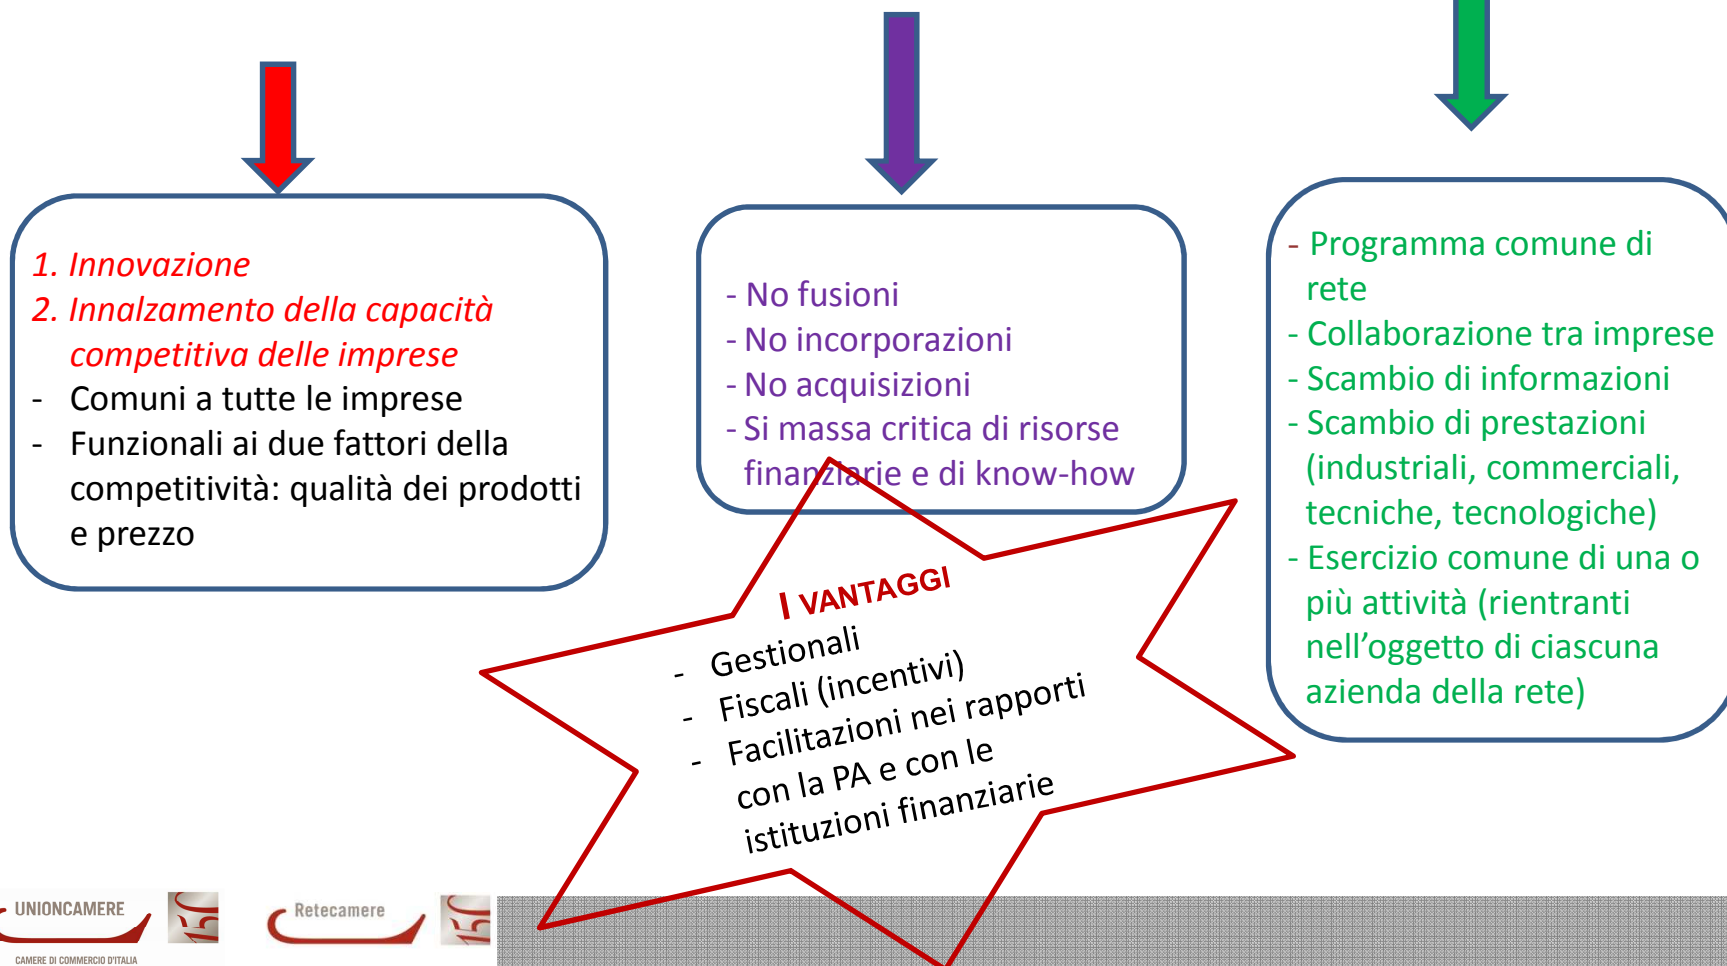 1. Innovazione
2. Innalzamento della capacità
competitiva delle imprese
- Comuni a tutte le imprese
- Funzionali ai due fattori della
competitività: qualità dei prodotti
e prezzo
- No fusioni
- No incorporazioni
- No acquisizioni
- Si massa critica di risorse
finanziarie e di know-how
- Programma comune di
rete
- Collaborazione tra imprese
- Scambio di informazioni
- Scambio di prestazioni
(industriali, commerciali,
tecniche, tecnologiche)
- Esercizio comune di una o
più attività (rientranti
nell’oggetto di ciascuna
azienda della rete)
I VANTAGGI
- Gestionali
- Fiscali (incentivi)
- Facilitazioni nei rapporti
con la PA e con le
istituzioni finanziarie
UNIONCAMERE
CAMERE DI COMMERCIO D'ITALIA
150
Retecamere
150